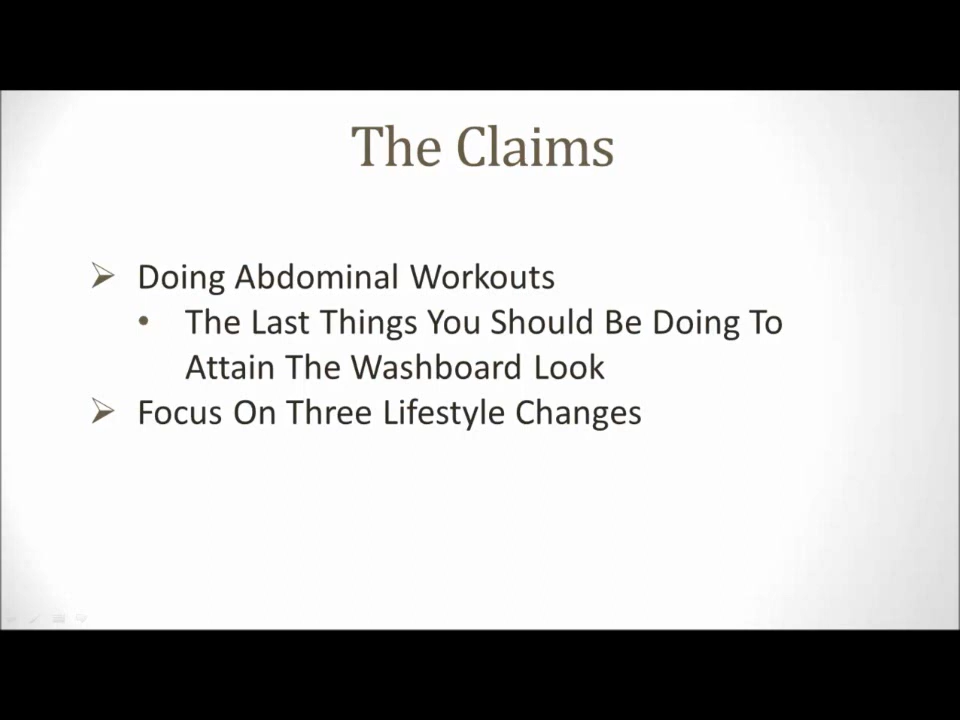 The Claims
➢ Doing Abdominal Workouts
• The Last Things You Should Be Doing To
Attain The Washboard Look
➢ Focus On Three Lifestyle Changes